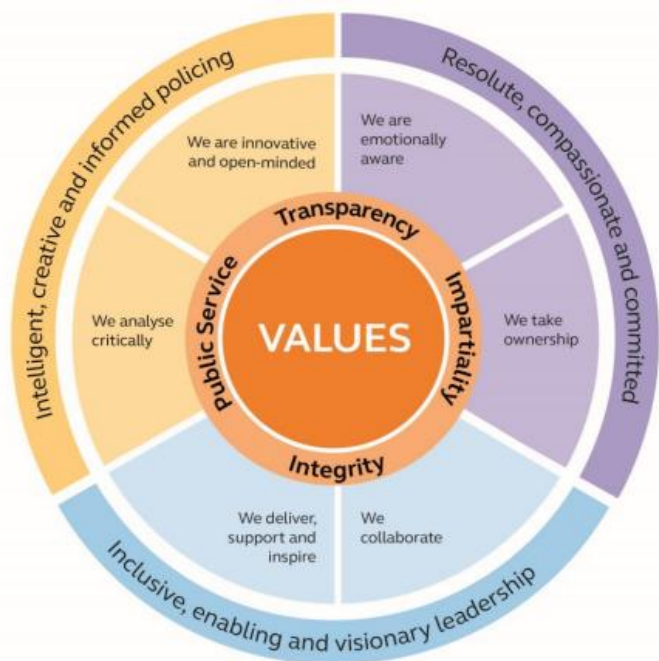 Intelligent, creative and informed policing
Resolute, compassionate and committed
We are innovative
and open-minded
We are
emotionally
aware
Transparency
Public Service
Impartiality
We analyse
critically
VALUES
We take
ownership
Integrity
We deliver,
support and
inspire
We
collaborate
Inclusive, enabling and visionary leadership